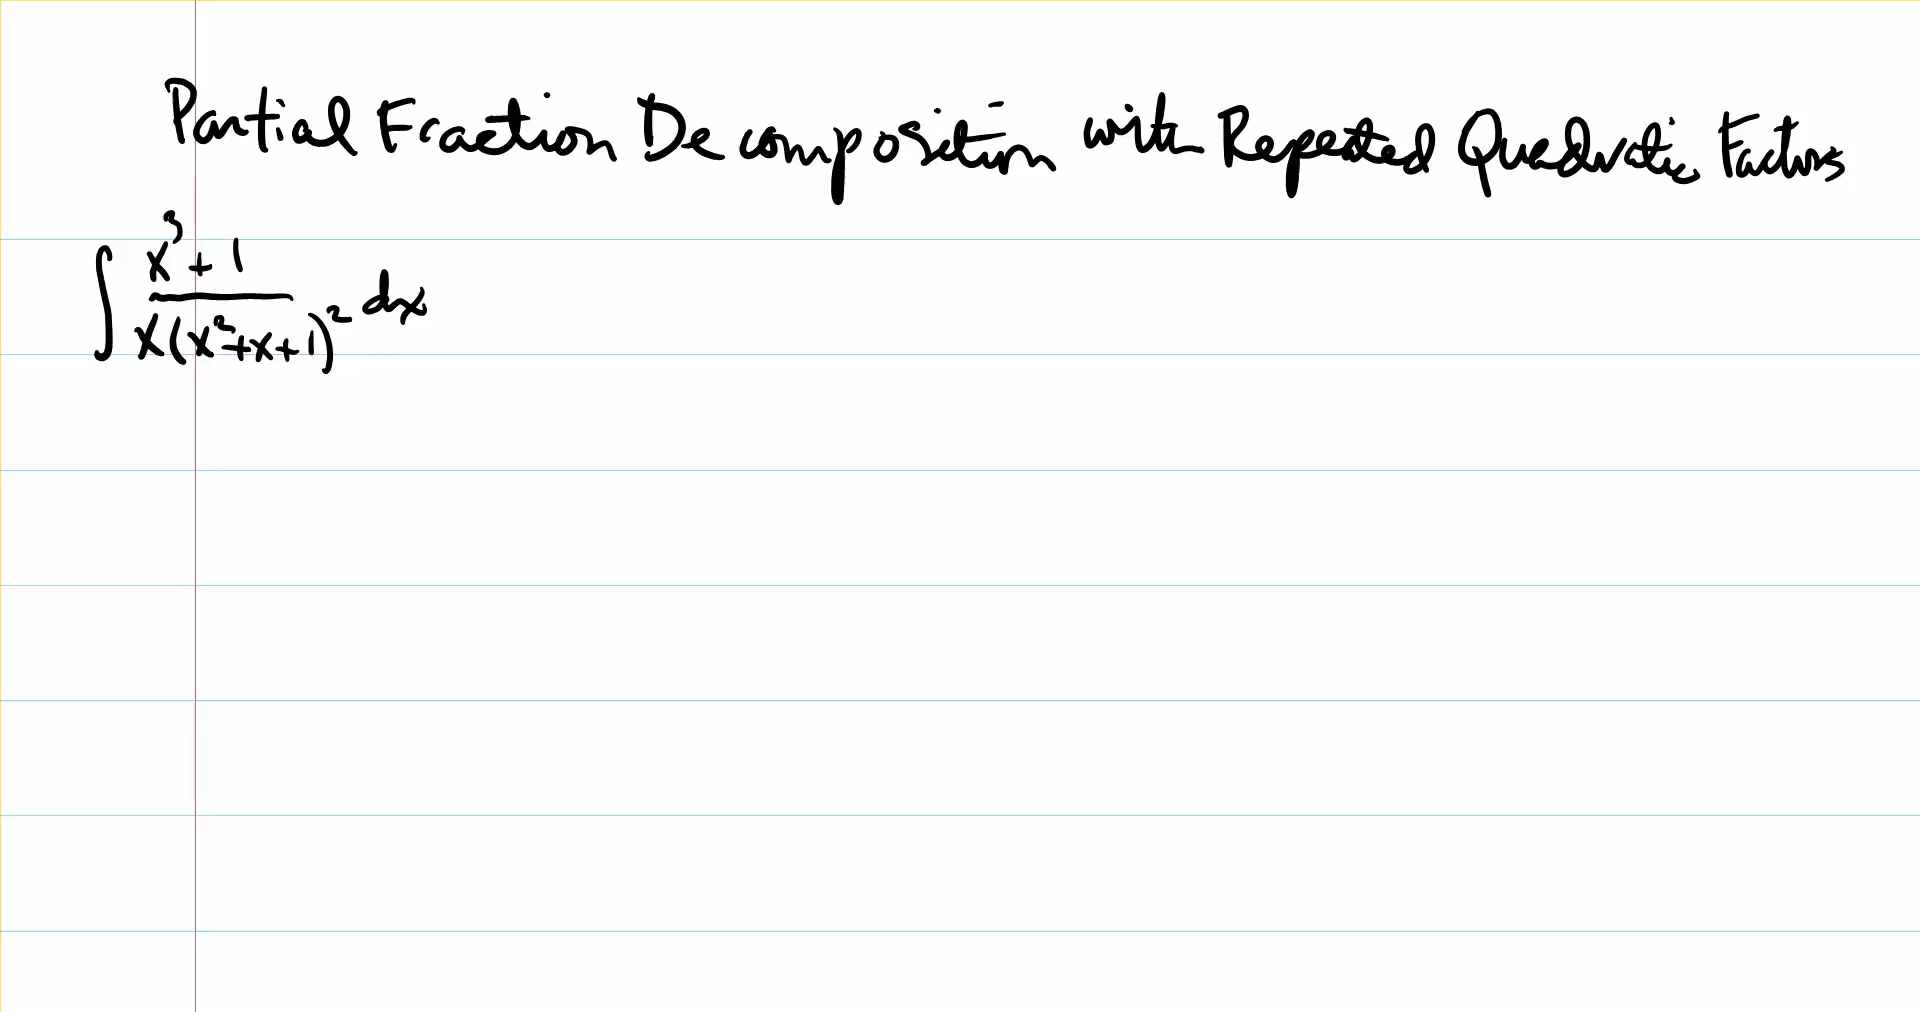 Partial Fraction Decomposition with Repeated Quadratic Factors
∫ (x³ + 1) / (x(x²+x+1)²) dx